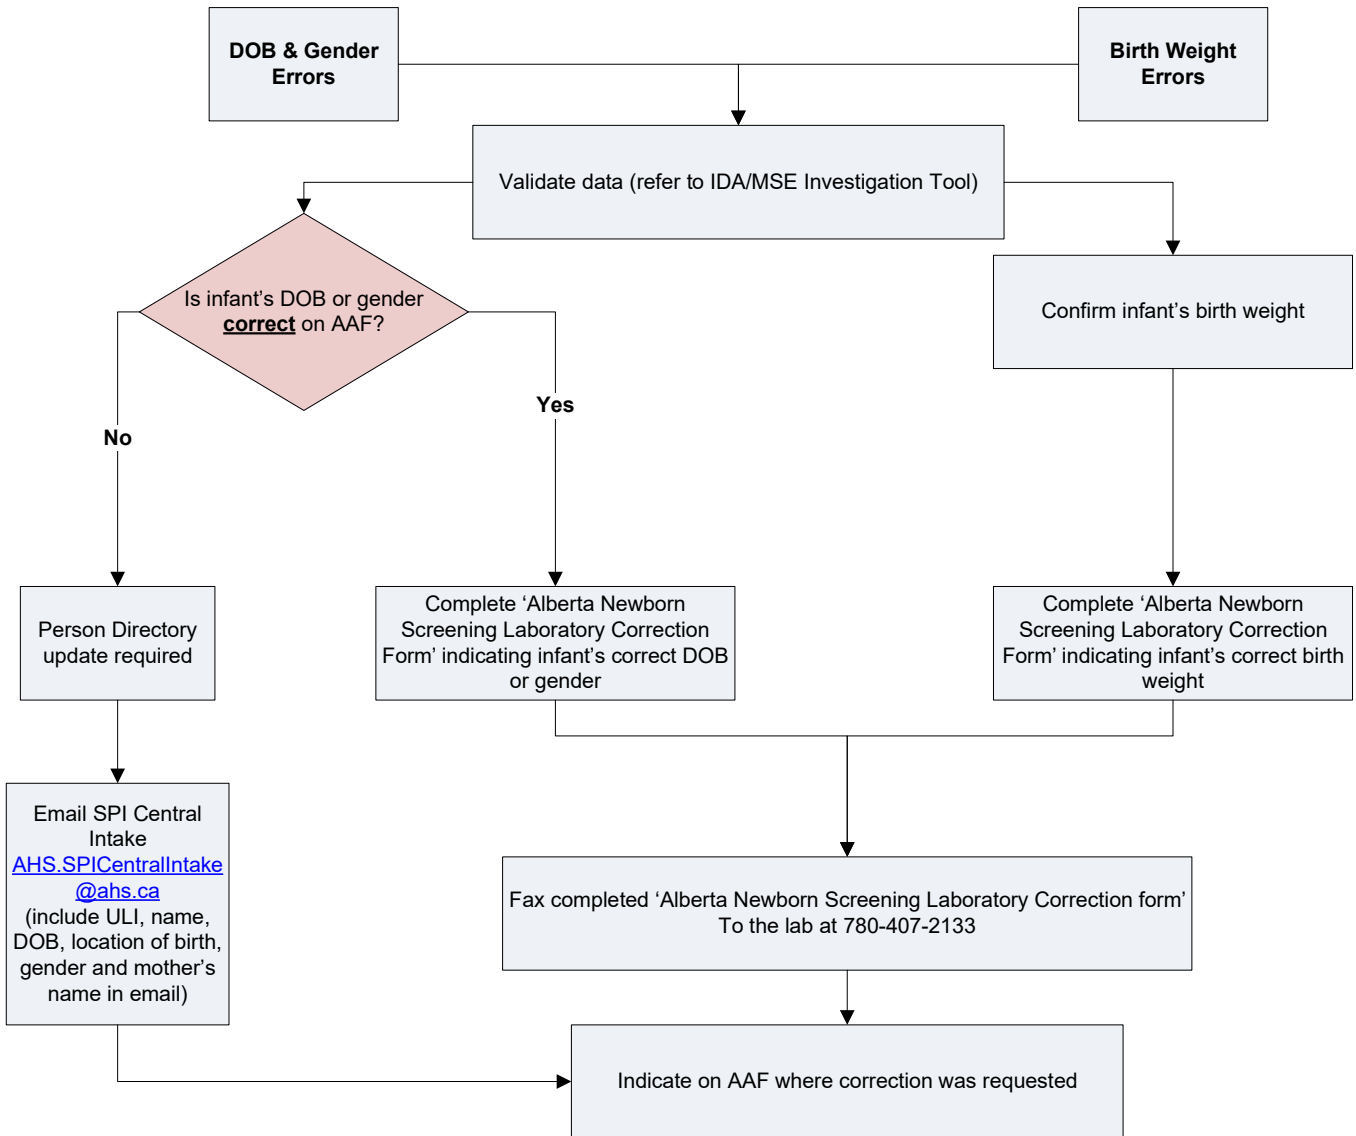 DOB & Gender
Errors
Birth Weight
Errors
Validate data (refer to IDA/MSE Investigation Tool)
Is infant’s DOB or gender
correct on AAF?
Confirm infant’s birth weight
Yes
No
Person Directory
update required
Complete ‘Alberta Newborn
Screening Laboratory Correction
Form’ indicating infant’s correct DOB
or gender
Complete ‘Alberta Newborn
Screening Laboratory Correction
Form’ indicating infant’s correct birth
weight
Email SPI Central
Intake
AHS.SPICentralIntake
@ahs.ca
(include ULI, name,
DOB, location of birth,
gender and mother’s
name in email)
Fax completed ‘Alberta Newborn Screening Laboratory Correction form’
To the lab at 780-407-2133
Indicate on AAF where correction was requested